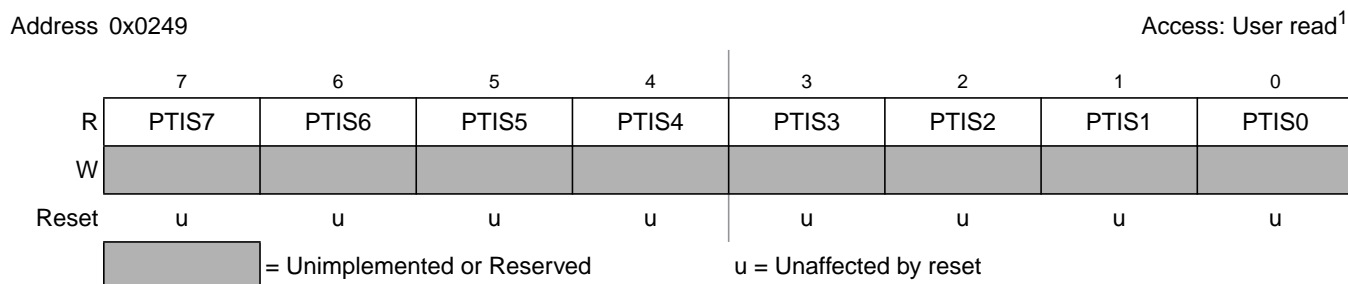 Address 0x0249 Access: User read1
7 6 5 4 3 2 1 0
R PTIS7 PTIS6 PTIS5 PTIS4 PTIS3 PTIS2 PTIS1 PTIS0
W
Reset u u u u u u u u
= Unimplemented or Reserved u = Unaffected by reset